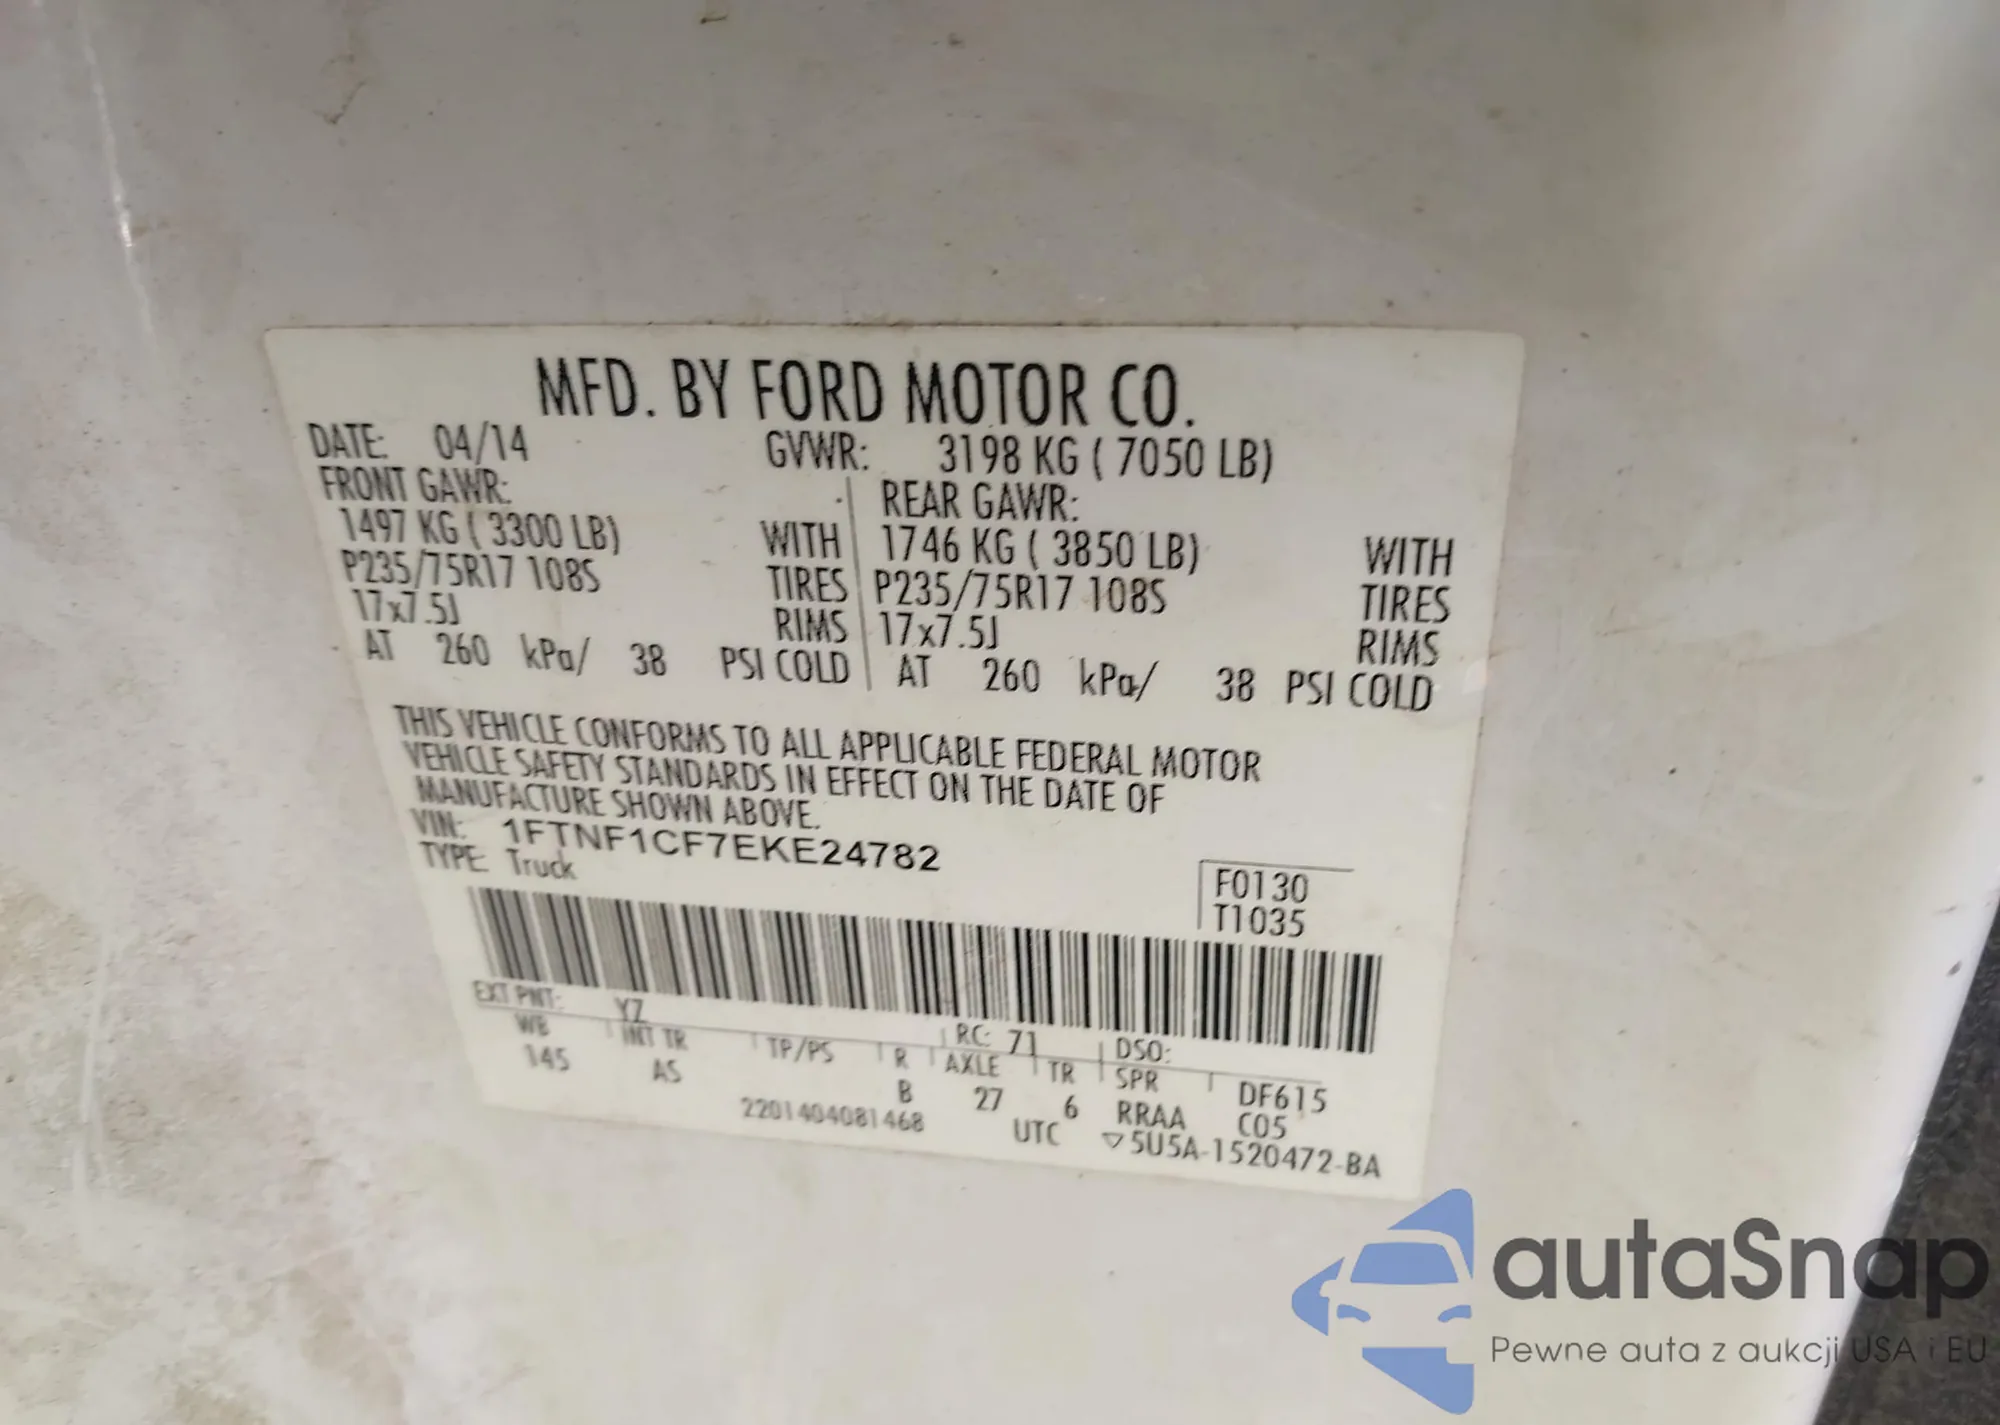 MFD. BY FORD MOTOR CO.
DATE: 04/14 GVWR: 3198 KG ( 7050 LB)
FRONT GAWR: REAR GAWR:
1497 KG ( 3300 LB) WITH 1746 KG ( 3850 LB) WITH
P235/75R17 108S TIRES P235/75R17 108S TIRES
17x7.5J RIMS 17x7.5J RIMS
AT 260 kPa/ 38 PSI COLD AT 260 kPa/ 38 PSI COLD
THIS VEHICLE CONFORMS TO ALL APPLICABLE FEDERAL MOTOR
VEHICLE SAFETY STANDARDS IN EFFECT ON THE DATE OF
MANUFACTURE SHOWN ABOVE.
VIN: 1FTNF1CF7EKE24782
TYPE: Truck
F0130
T1035
EXT PNT: YZ RC: 71 DSO:
WB INT TR TP/PS R AXLE TR SPR DF615
145 AS B 27 6 RRAA C05
2201404081468 UTC ▽5U5A-1520472-BA
autaSnap
Pewne auta z aukcji USA i EU